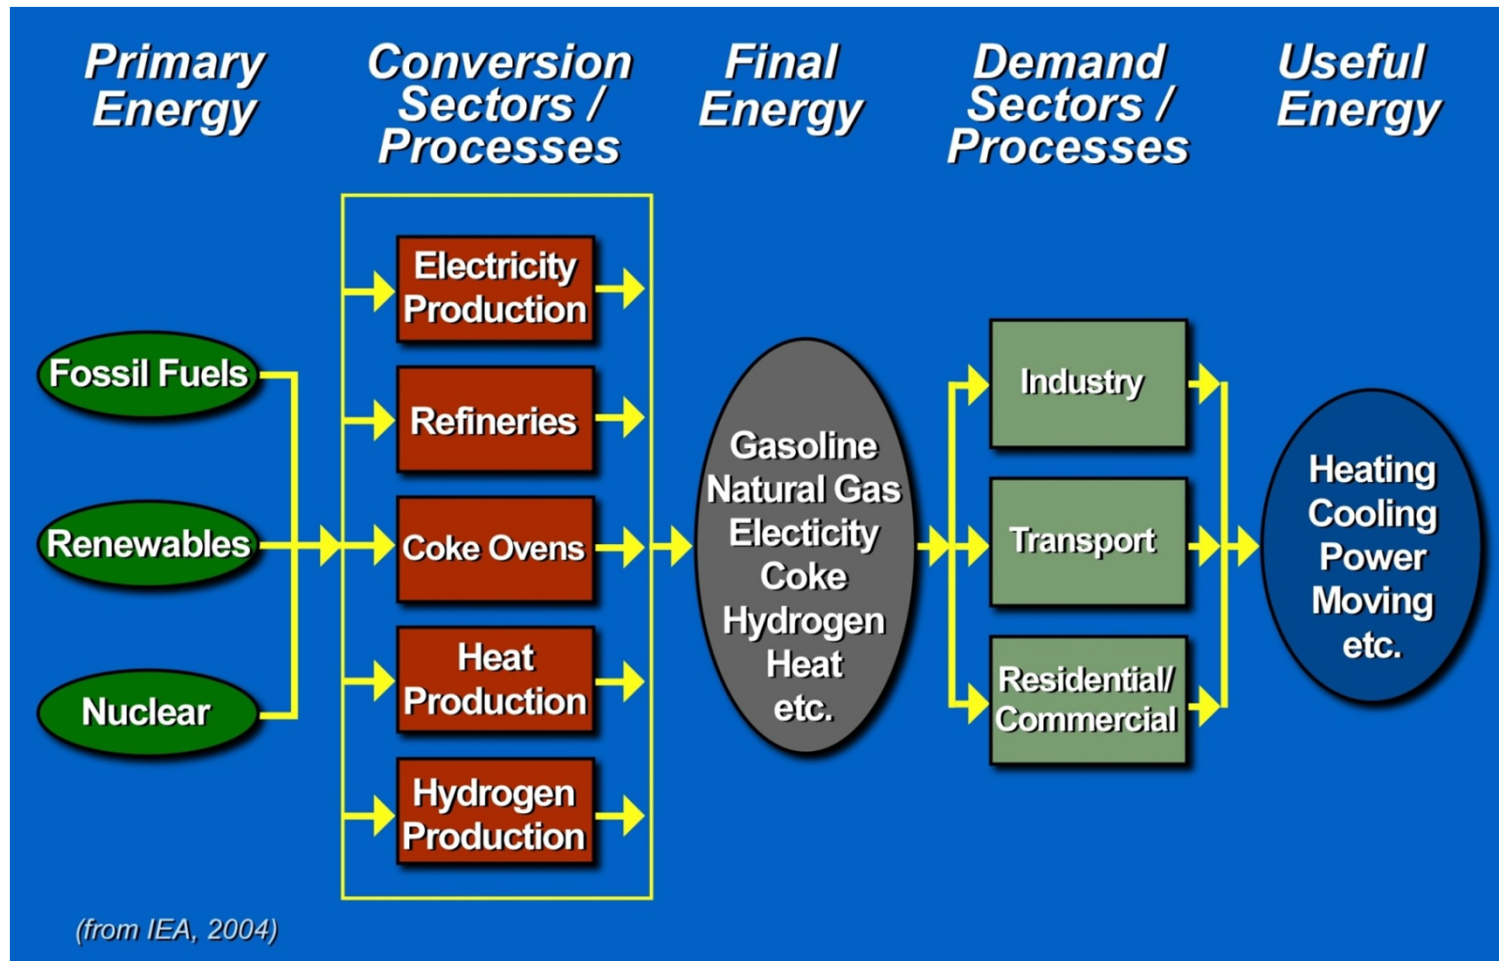 Primary
Energy
Conversion
Sectors /
Processes
Final
Energy
Demand
Sectors /
Processes
Useful
Energy
Fossil Fuels
Renewables
Nuclear
Electricity
Production
Refineries
Coke Ovens
Heat
Production
Hydrogen
Production
Gasoline
Natural Gas
Electicity
Coke
Hydrogen
Heat
etc.
Industry
Transport
Residential/
Commercial
Heating
Cooling
Power
Moving
etc.
(from IEA, 2004)